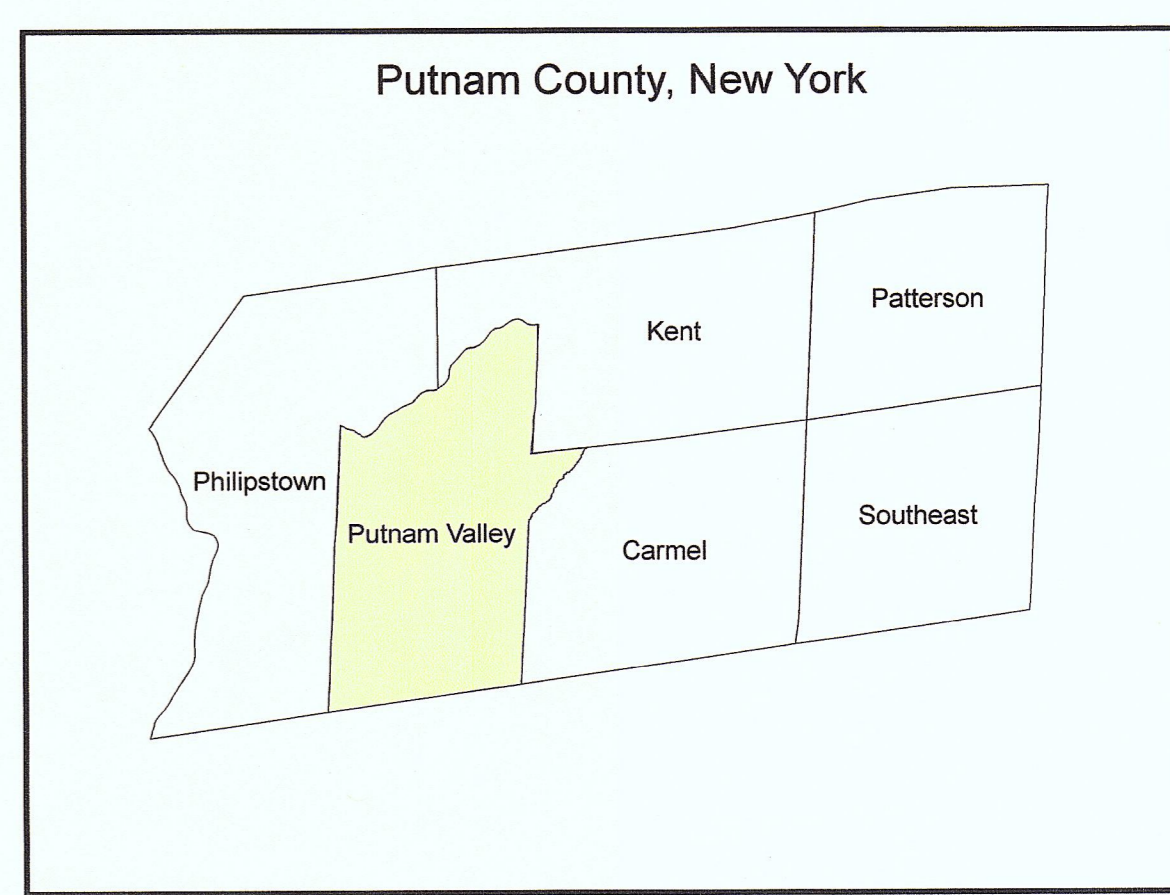 Putnam County, New York
Patterson
Kent
Philipstown
Southeast
Putnam Valley
Carmel